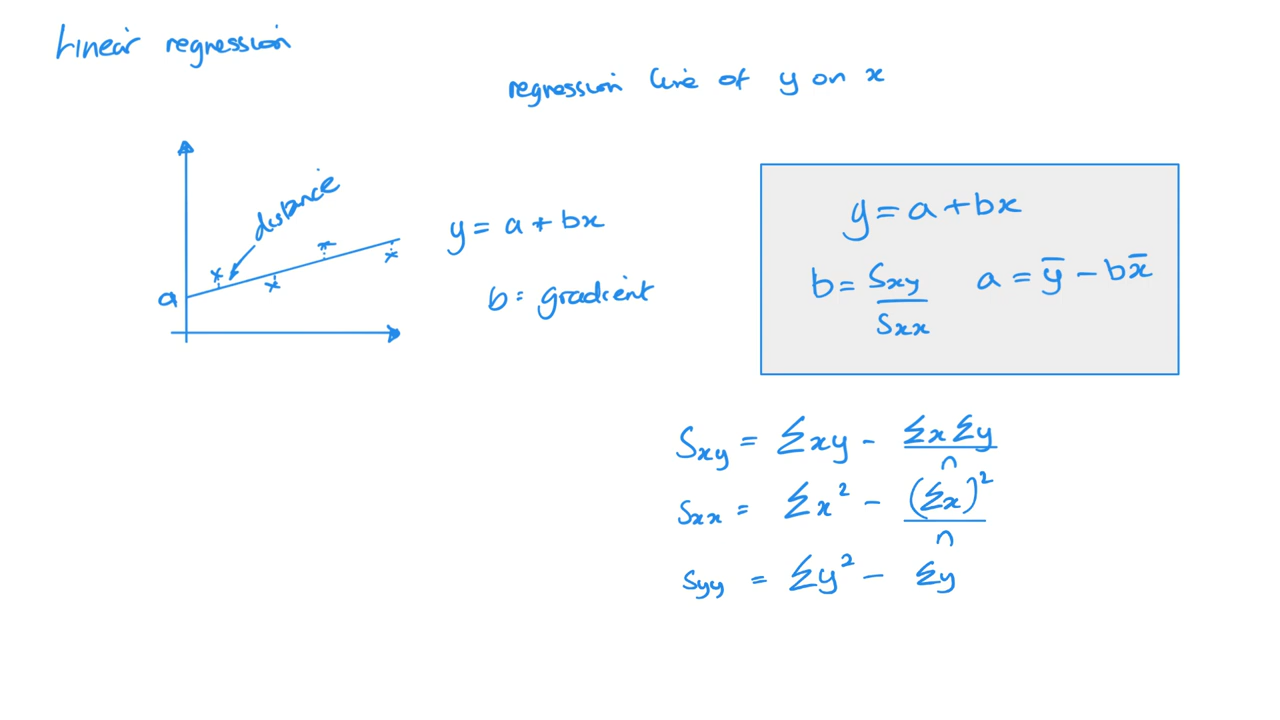 Linear regression
regression line of y on x
distance
a
y = a + bx
b = gradient
y = a + bx
b = Sxy / Sxx   a = ȳ − bx̄
Sxy = Σxy − ΣxΣy / n
Sxx = Σx² − (Σx)² / n
Syy = Σy² − Σy